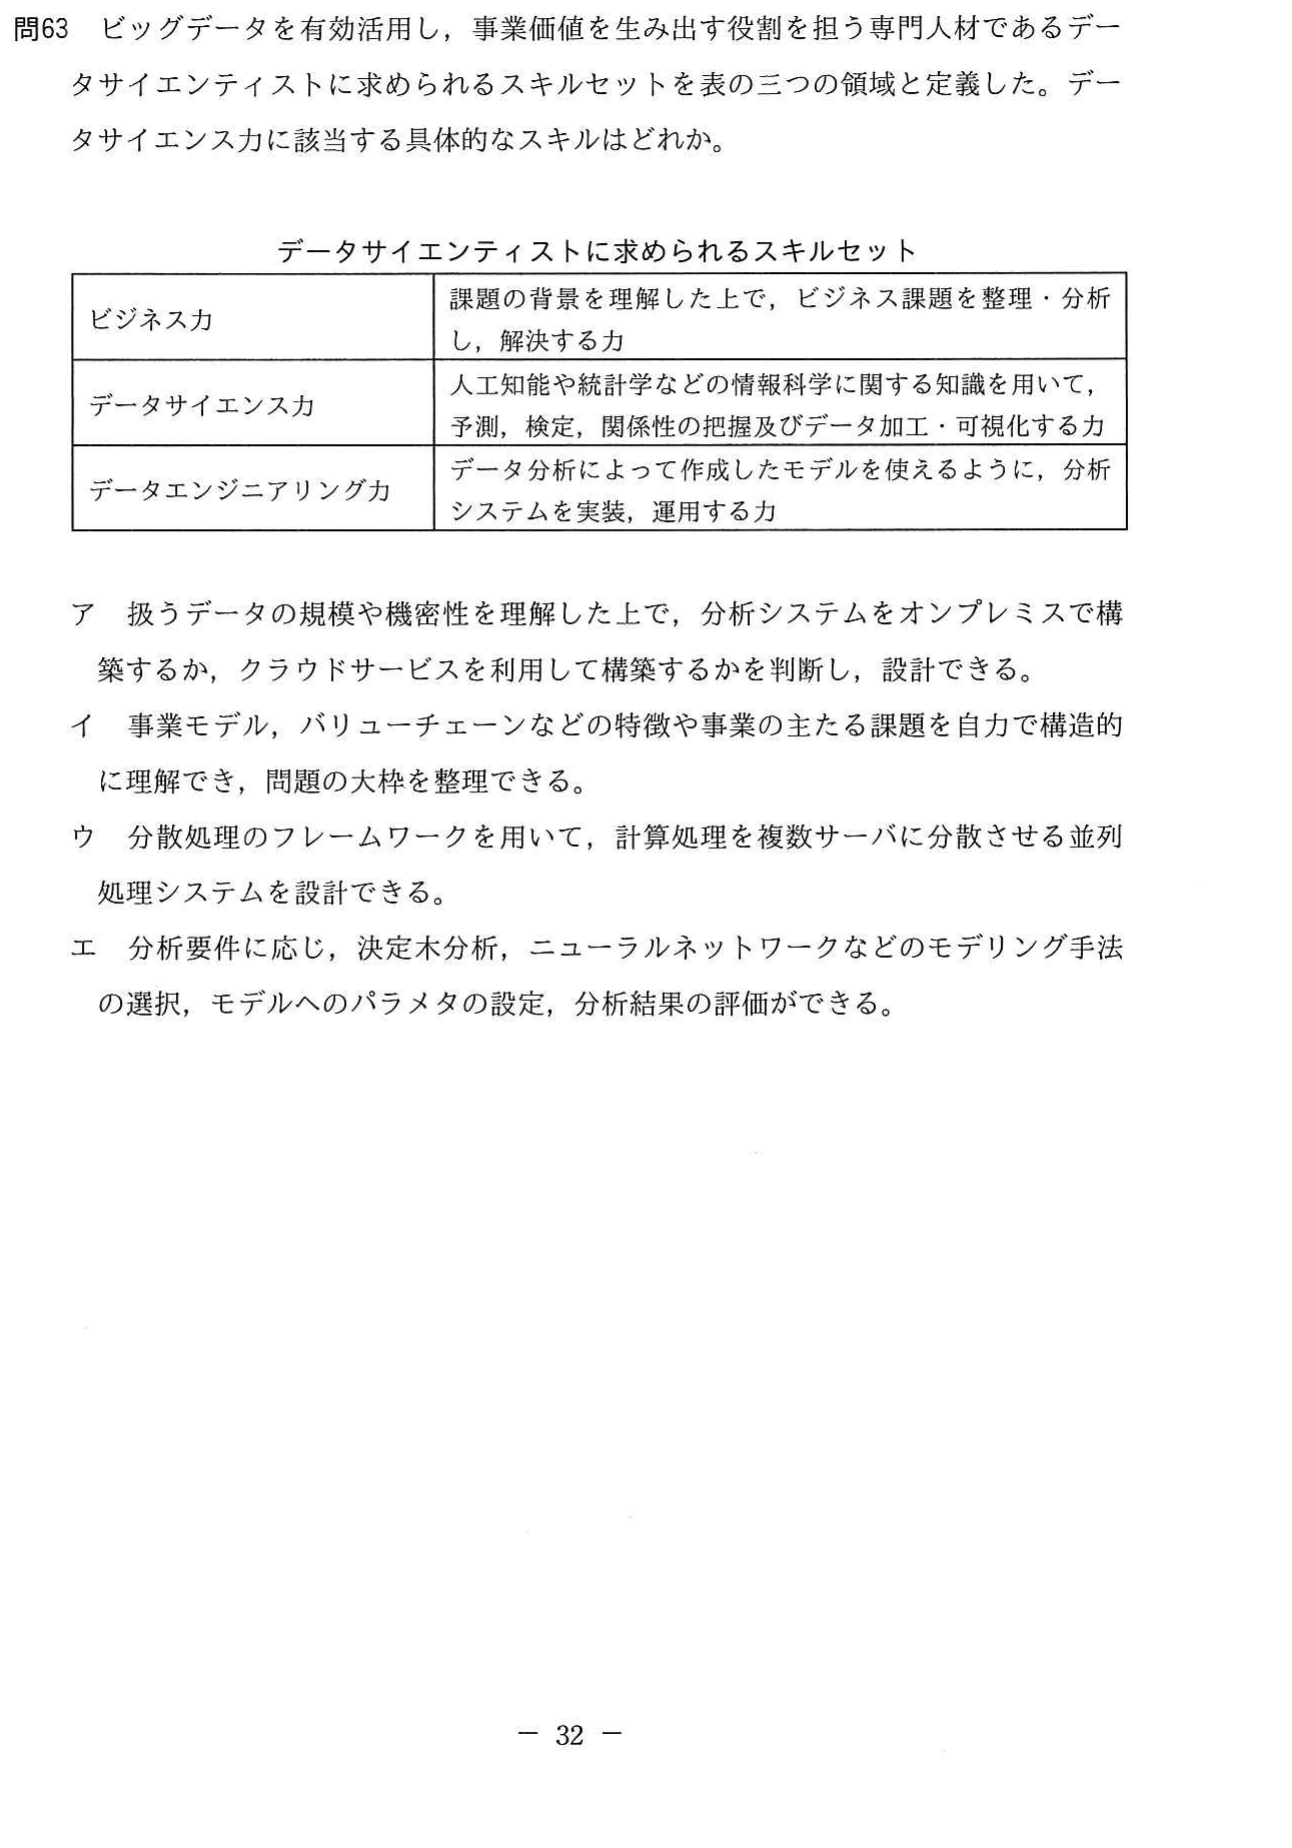 問63　ビッグデータを有効活用し，事業価値を生み出す役割を担う専門人材であるデー
タサイエンティストに求められるスキルセットを表の三つの領域と定義した。デー
タサイエンス力に該当する具体的なスキルはどれか。
データサイエンティストに求められるスキルセット
ビジネス力
課題の背景を理解した上で，ビジネス課題を整理・分析
し，解決する力
データサイエンス力
人工知能や統計学などの情報科学に関する知識を用いて，
予測，検定，関係性の把握及びデータ加工・可視化する力
データエンジニアリング力
データ分析によって作成したモデルを使えるように，分析
システムを実装，運用する力
ア　扱うデータの規模や機密性を理解した上で，分析システムをオンプレミスで構
築するか，クラウドサービスを利用して構築するかを判断し，設計できる。
イ　事業モデル，バリューチェーンなどの特徴や事業の主たる課題を自力で構造的
に理解でき，問題の大枠を整理できる。
ウ　分散処理のフレームワークを用いて，計算処理を複数サーバに分散させる並列
処理システムを設計できる。
エ　分析要件に応じ，決定木分析，ニューラルネットワークなどのモデリング手法
の選択，モデルへのパラメタの設定，分析結果の評価ができる。
－ 32 －